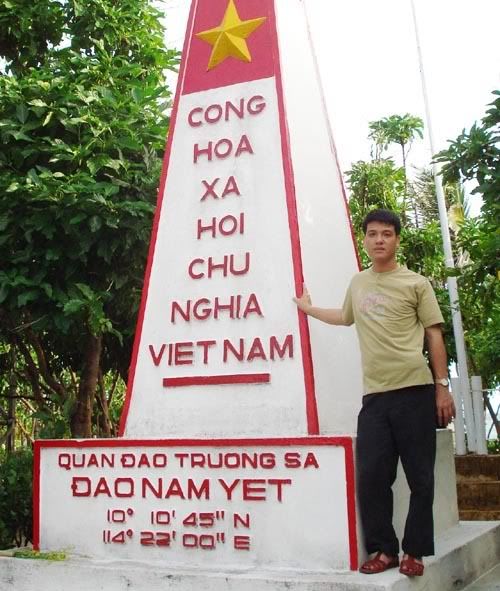 CONG
HOA
XA
HOI
CHU
NGHIA
VIET NAM
QUAN ĐAO TRUONG SA
ĐAO NAM YET
10° 10' 45" N
114° 22' 00" E